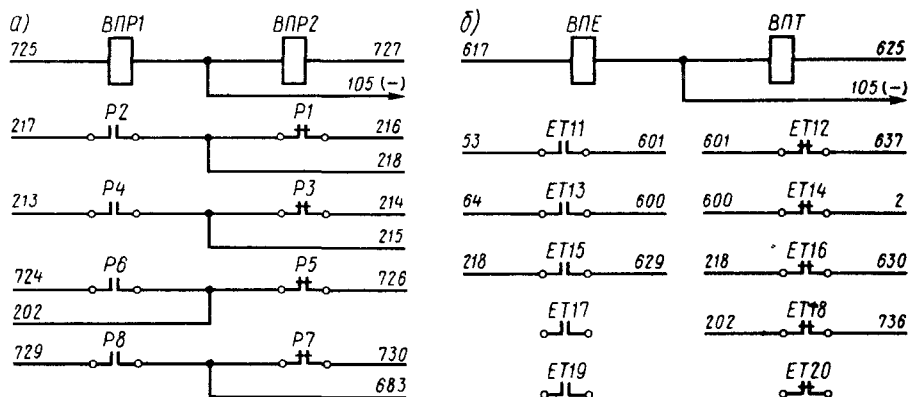 а)
ВПР1 ВПР2
725 727
105 (−)
Р2 Р1
217 216
218
Р4 Р3
213 214
215
Р6 Р5
724 726
202
Р8 Р7
729 730
683
б)
ВПЕ ВПТ
617 625
105 (−)
ЕТ11 ЕТ12
53 601 601 637
ЕТ13 ЕТ14
64 600 600 2
ЕТ15 ЕТ16
218 629 218 630
ЕТ17 ЕТ18
202 736
ЕТ19 ЕТ20